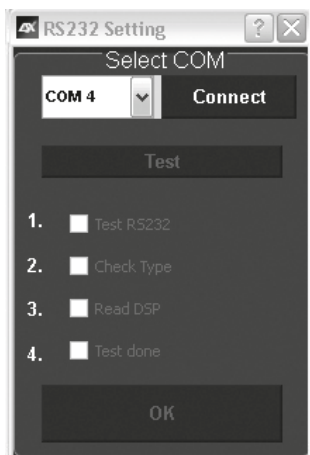 AX RS232 Setting ?
Select COM
COM 4 Connect
Test
1. Test RS232
2. Check Type
3. Read DSP
4. Test done
OK